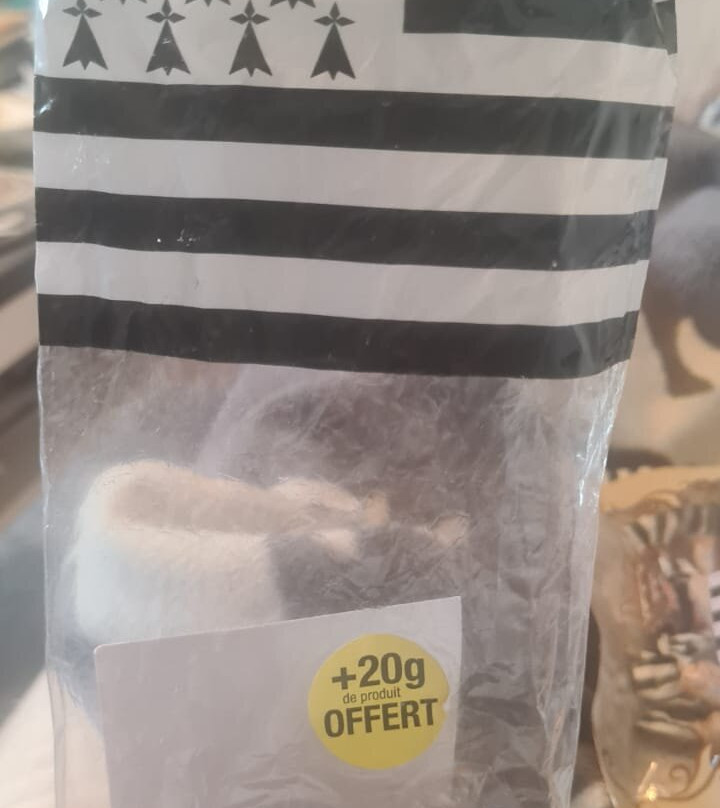 +20g
de produit
OFFERT